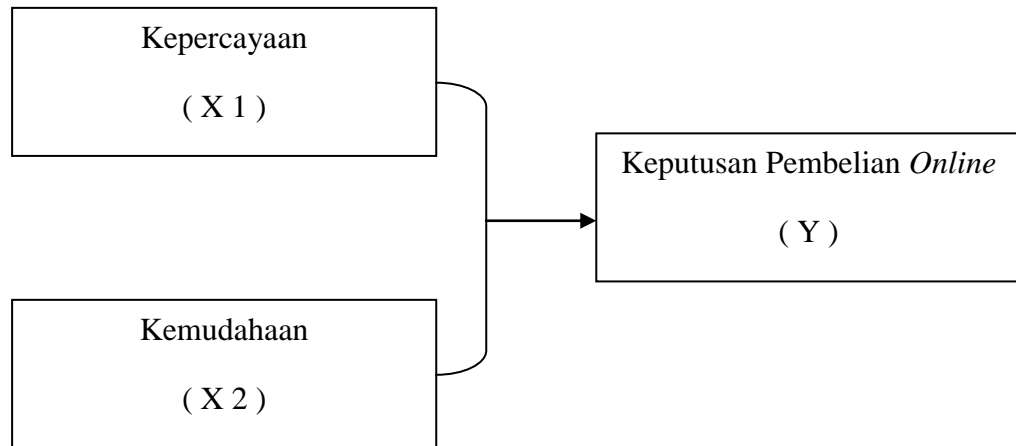 Kepercayaan
( X 1 )
Keputusan Pembelian Online
( Y )
Kemudahaan
( X 2 )